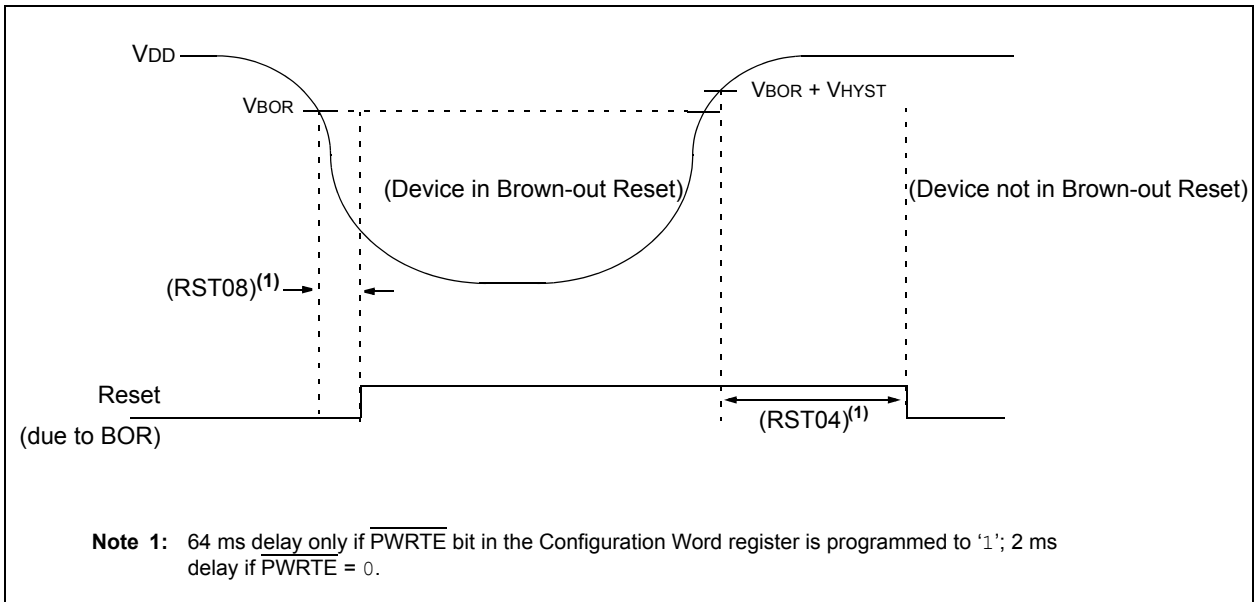 VDD
VBOR
VBOR + VHYST
(Device in Brown-out Reset)
(Device not in Brown-out Reset)
(RST08)(1)
Reset
(due to BOR)
(RST04)(1)
Note 1: 64 ms delay only if PWRTE bit in the Configuration Word register is programmed to ‘1’; 2 ms
delay if PWRTE = 0.